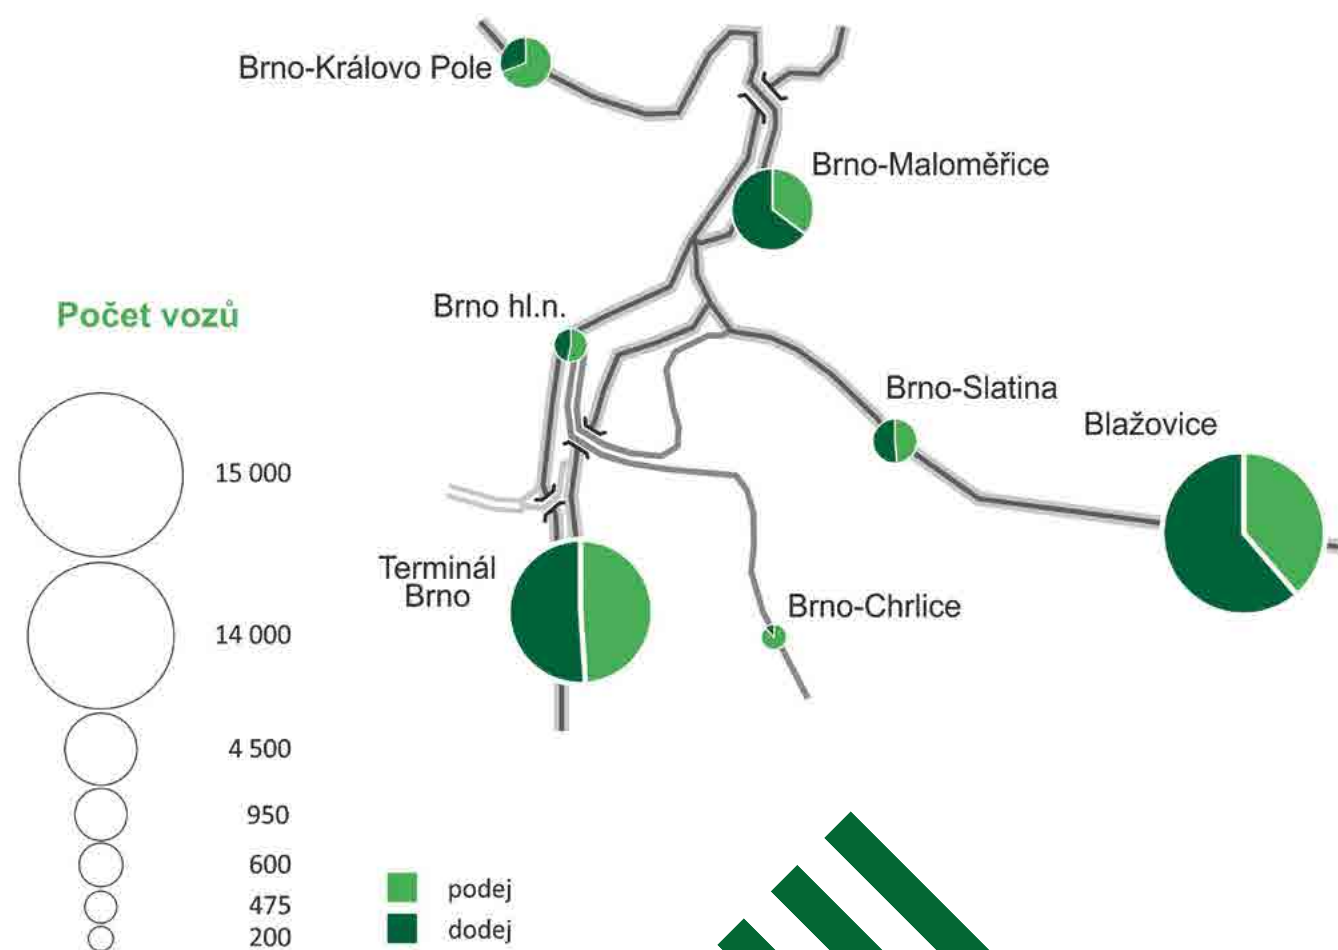 Brno-Královo Pole
Brno-Maloměřice
Brno hl.n.
Počet vozů
Brno-Slatina
Blažovice
15 000
Terminál
Brno
Brno-Chrlice
14 000
4 500
950
600
475
200
podej
dodej